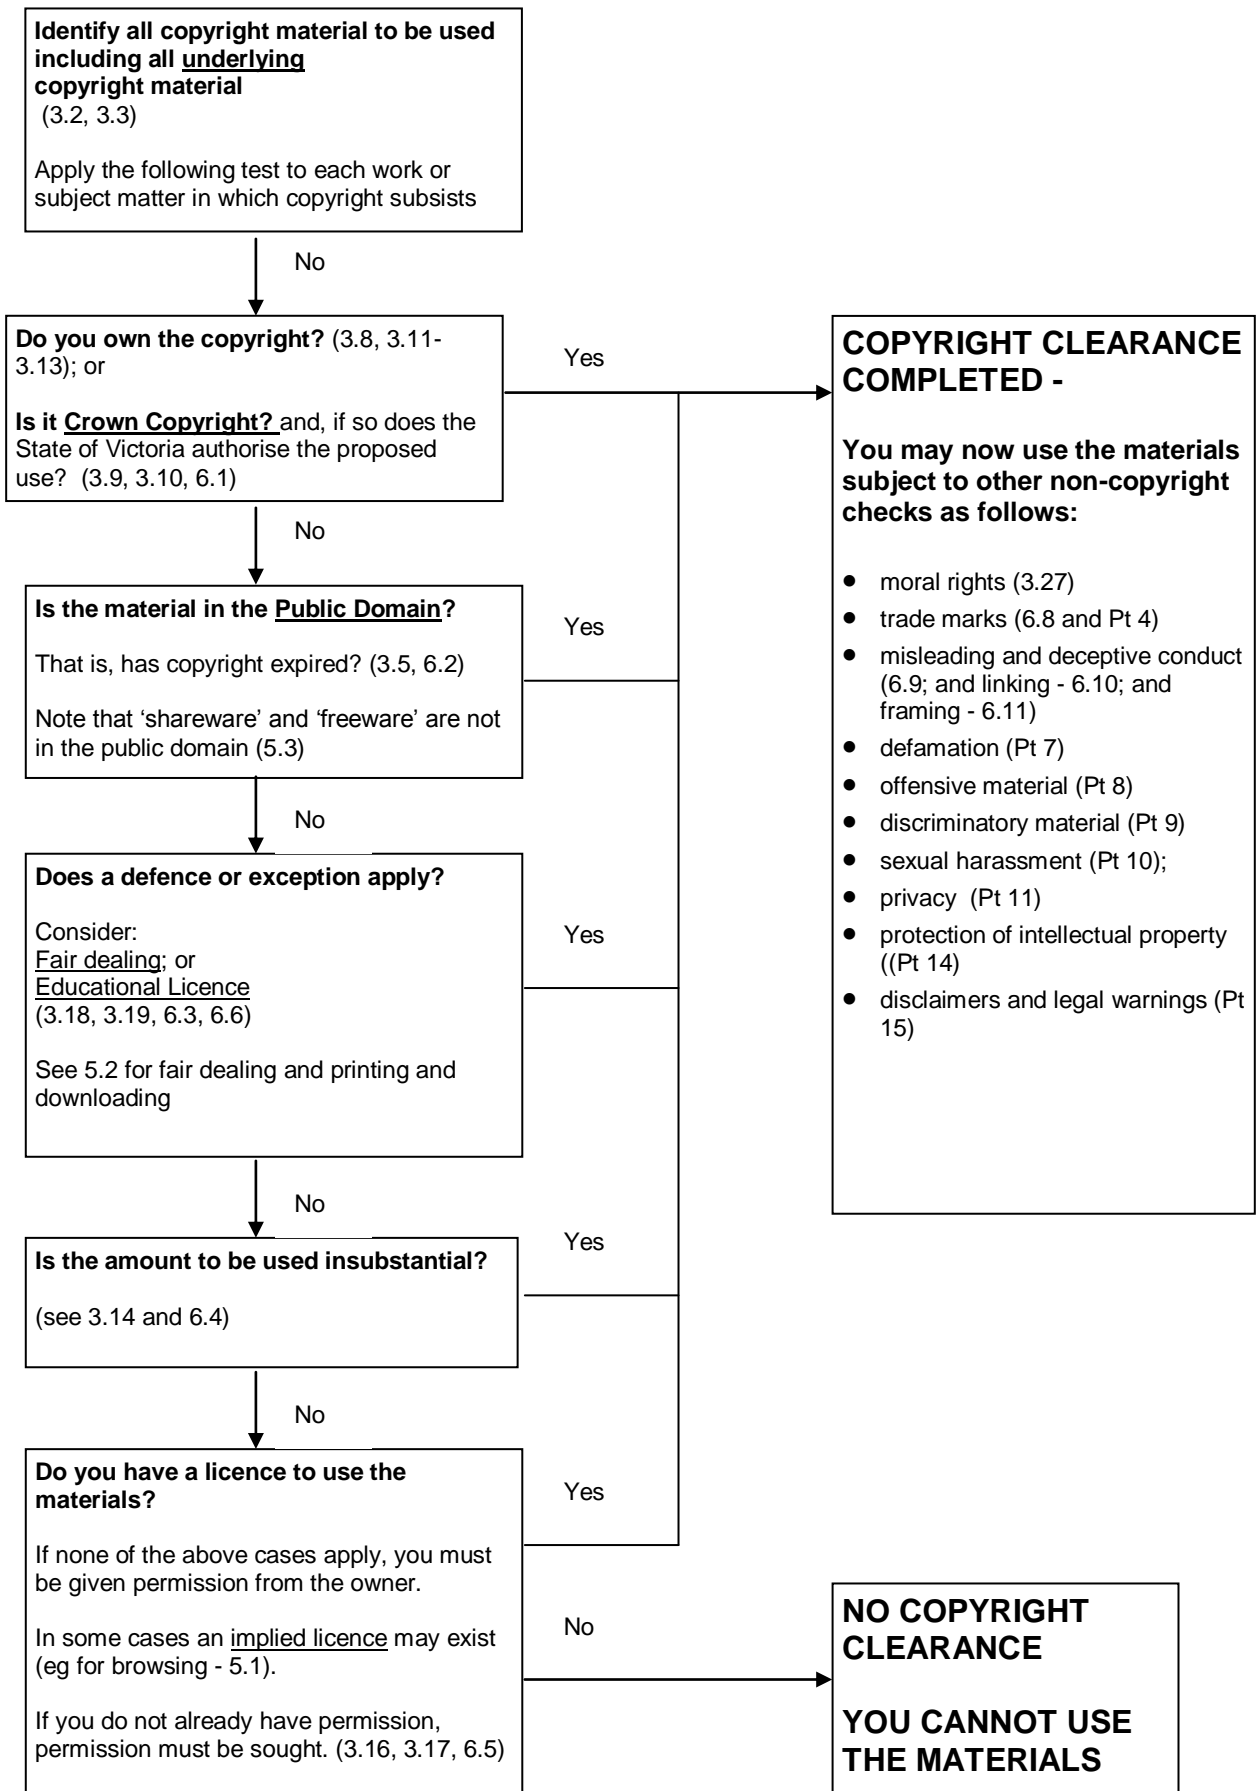 Identify all copyright material to be used
including all underlying
copyright material
(3.2, 3.3)
Apply the following test to each work or
subject matter in which copyright subsists
No
Do you own the copyright? (3.8, 3.11-
3.13); or
Is it Crown Copyright? and, if so does the
State of Victoria authorise the proposed
use? (3.9, 3.10, 6.1)
Yes
No
Is the material in the Public Domain?
That is, has copyright expired? (3.5, 6.2)
Note that ‘shareware’ and ‘freeware’ are not
in the public domain (5.3)
Yes
No
Does a defence or exception apply?
Consider:
Fair dealing; or
Educational Licence
(3.18, 3.19, 6.3, 6.6)
See 5.2 for fair dealing and printing and
downloading
Yes
No
Is the amount to be used insubstantial?
(see 3.14 and 6.4)
Yes
No
Do you have a licence to use the
materials?
If none of the above cases apply, you must
be given permission from the owner.
In some cases an implied licence may exist
(eg for browsing - 5.1).
If you do not already have permission,
permission must be sought. (3.16, 3.17, 6.5)
Yes
No
COPYRIGHT CLEARANCE
COMPLETED -
You may now use the materials
subject to other non-copyright
checks as follows:
● moral rights (3.27)
● trade marks (6.8 and Pt 4)
● misleading and deceptive conduct
(6.9; and linking - 6.10; and
framing - 6.11)
● defamation (Pt 7)
● offensive material (Pt 8)
● discriminatory material (Pt 9)
● sexual harassment (Pt 10);
● privacy (Pt 11)
● protection of intellectual property
((Pt 14)
● disclaimers and legal warnings (Pt
15)
NO COPYRIGHT
CLEARANCE
YOU CANNOT USE
THE MATERIALS